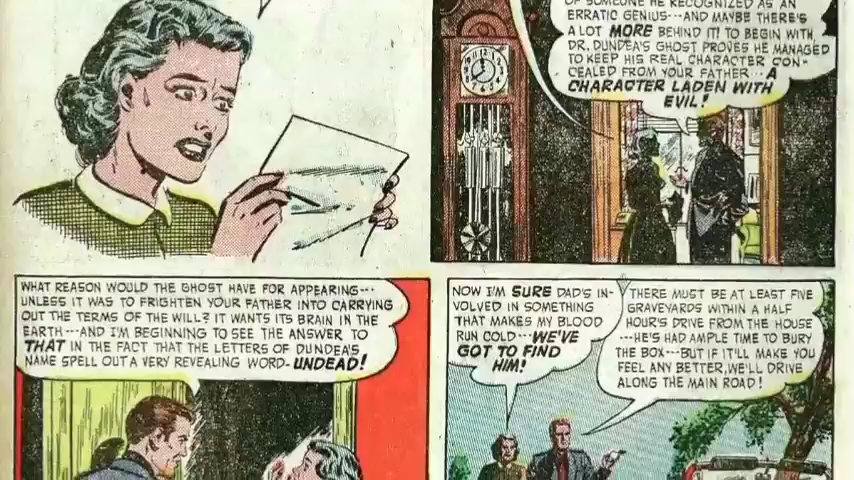 OF SOMEONE HE RECOGNIZED AS AN
ERRATIC GENIUS---AND MAYBE THERE'S
A LOT MORE BEHIND IT! TO BEGIN WITH,
DR. DUNDEA'S GHOST PROVES HE MANAGED
TO KEEP HIS REAL CHARACTER CON-
CEALED FROM YOUR FATHER---A
CHARACTER LADEN WITH
EVIL!
WHAT REASON WOULD THE GHOST HAVE FOR APPEARING---
UNLESS IT WAS TO FRIGHTEN YOUR FATHER INTO CARRYING
OUT THE TERMS OF THE WILL? IT WANTS ITS BRAIN IN THE
EARTH---AND I'M BEGINNING TO SEE THE ANSWER TO
THAT IN THE FACT THAT THE LETTERS OF DUNDEA'S
NAME SPELL OUT A VERY REVEALING WORD-UNDEAD!
NOW I'M SURE DAD'S IN-
VOLVED IN SOMETHING
THAT MAKES MY BLOOD
RUN COLD---WE'VE
GOT TO FIND
HIM!
THERE MUST BE AT LEAST FIVE
GRAVEYARDS WITHIN A HALF
HOUR'S DRIVE FROM THE HOUSE
---HE'S HAD AMPLE TIME TO BURY
THE BOX---BUT IF IT'LL MAKE YOU
FEEL ANY BETTER, WE'LL DRIVE
ALONG THE MAIN ROAD!